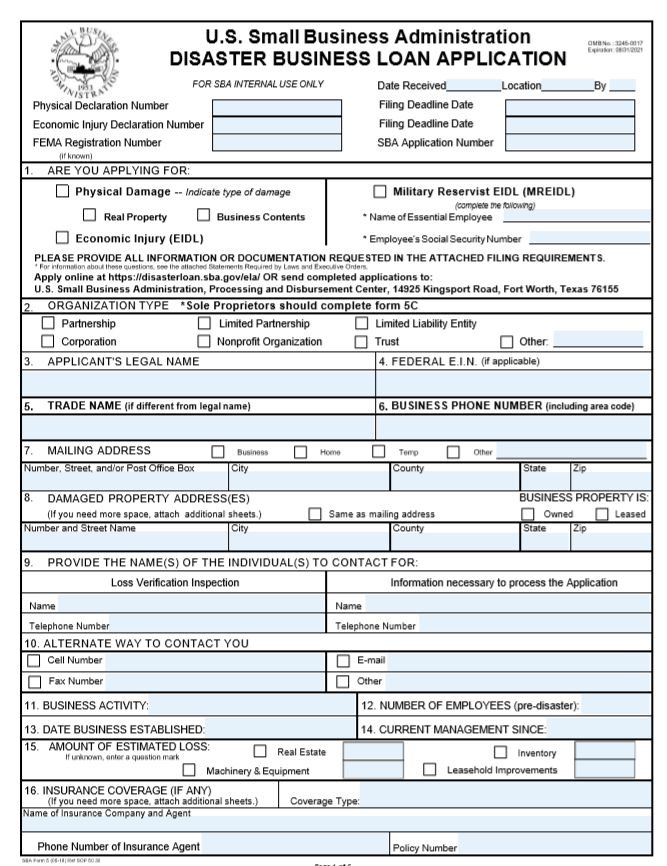 SMALL BUSINESS
ADMINISTRATION
1953
U.S. Small Business Administration
DISASTER BUSINESS LOAN APPLICATION
OMB No.: 3245-0017
Expiration: 08/31/2021
FOR SBA INTERNAL USE ONLY
Date Received Location By
Physical Declaration Number Filing Deadline Date
Economic Injury Declaration Number Filing Deadline Date
FEMA Registration Number SBA Application Number
(if known)
1. ARE YOU APPLYING FOR:
Physical Damage -- Indicate type of damage Military Reservist EIDL (MREIDL)
(complete the following)
Real Property Business Contents * Name of Essential Employee
Economic Injury (EIDL) * Employee's Social Security Number
PLEASE PROVIDE ALL INFORMATION OR DOCUMENTATION REQUESTED IN THE ATTACHED FILING REQUIREMENTS.
* For information about these questions, see the attached Statements Required by Laws and Executive Orders.
Apply online at https://disasterloan.sba.gov/ela/ OR send completed applications to:
U.S. Small Business Administration, Processing and Disbursement Center, 14925 Kingsport Road, Fort Worth, Texas 76155
2. ORGANIZATION TYPE *Sole Proprietors should complete form 5C
Partnership Limited Partnership Limited Liability Entity
Corporation Nonprofit Organization Trust Other:
3. APPLICANT'S LEGAL NAME 4. FEDERAL E.I.N. (if applicable)
5. TRADE NAME (if different from legal name) 6. BUSINESS PHONE NUMBER (including area code)
7. MAILING ADDRESS Business Home Temp Other
Number, Street, and/or Post Office Box City County State Zip
8. DAMAGED PROPERTY ADDRESS(ES) BUSINESS PROPERTY IS:
(If you need more space, attach additional sheets.) Same as mailing address Owned Leased
Number and Street Name City County State Zip
9. PROVIDE THE NAME(S) OF THE INDIVIDUAL(S) TO CONTACT FOR:
Loss Verification Inspection Information necessary to process the Application
Name Name
Telephone Number Telephone Number
10. ALTERNATE WAY TO CONTACT YOU
Cell Number E-mail
Fax Number Other
11. BUSINESS ACTIVITY: 12. NUMBER OF EMPLOYEES (pre-disaster):
13. DATE BUSINESS ESTABLISHED: 14. CURRENT MANAGEMENT SINCE:
15. AMOUNT OF ESTIMATED LOSS: Real Estate Inventory
If unknown, enter a question mark
Machinery & Equipment Leasehold Improvements
16. INSURANCE COVERAGE (IF ANY)
(If you need more space, attach additional sheets.) Coverage Type:
Name of Insurance Company and Agent
Phone Number of Insurance Agent Policy Number
SBA Form 5 (05-18) Ref SOP 50 30